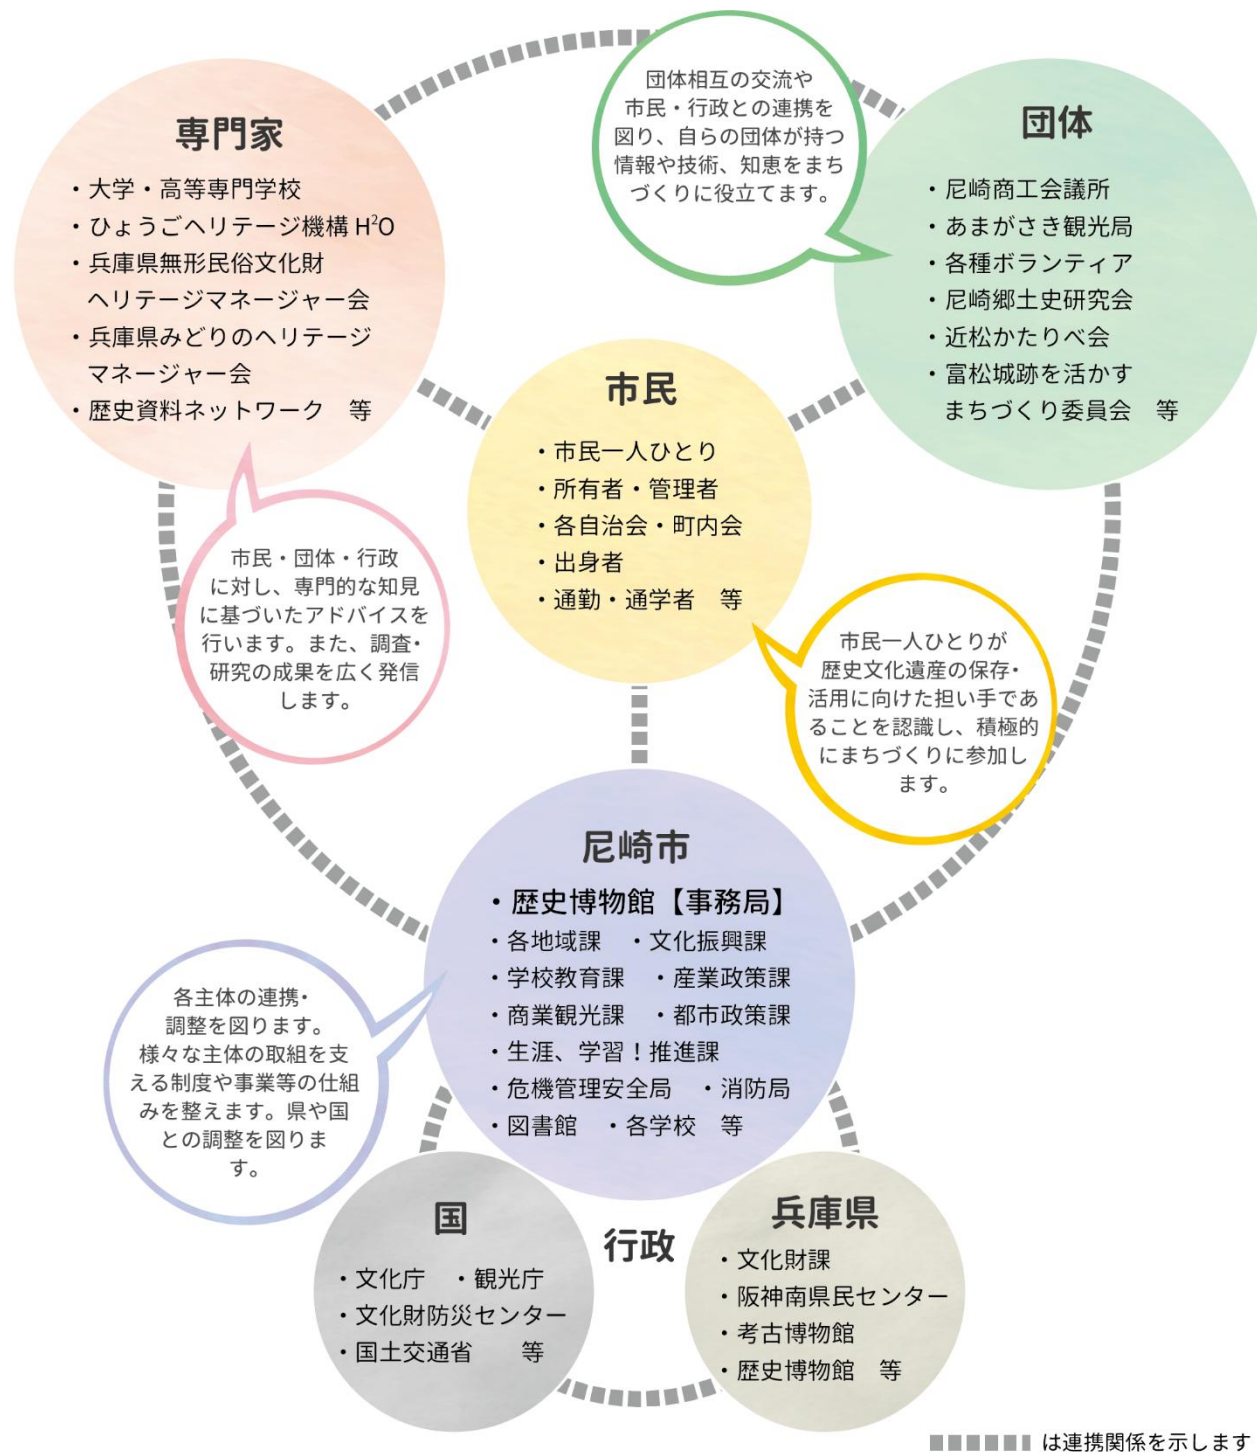 専門家
・大学・高等専門学校
・ひょうごヘリテージ機構 H²O
・兵庫県無形民俗文化財
ヘリテージマネージャー会
・兵庫県みどりのヘリテージ
マネージャー会
・歴史資料ネットワーク　等
団体相互の交流や
市民・行政との連携を
図り、自らの団体が持つ
情報や技術、知恵をまち
づくりに役立てます。
団体
・尼崎商工会議所
・あまがさき観光局
・各種ボランティア
・尼崎郷土史研究会
・近松かたりべ会
・富松城跡を活かす
まちづくり委員会　等
市民
・市民一人ひとり
・所有者・管理者
・各自治会・町内会
・出身者
・通勤・通学者　等
市民・団体・行政
に対し、専門的な知見
に基づいたアドバイスを
行います。また、調査・
研究の成果を広く発信
します。
市民一人ひとりが
歴史文化遺産の保存・
活用に向けた担い手であ
ることを認識し、積極的
にまちづくりに参加し
ます。
尼崎市
・歴史博物館【事務局】
・各地域課　・文化振興課
・学校教育課　・産業政策課
・商業観光課　・都市政策課
・生涯、学習！推進課
・危機管理安全局　・消防局
・図書館　・各学校　等
各主体の連携・
調整を図ります。
様々な主体の取組を支
える制度や事業等の仕組
みを整えます。県や国
との調整を図りま
す。
国
・文化庁　・観光庁
・文化財防災センター
・国土交通省　　等
行政
兵庫県
・文化財課
・阪神南県民センター
・考古博物館
・歴史博物館　等
は連携関係を示します